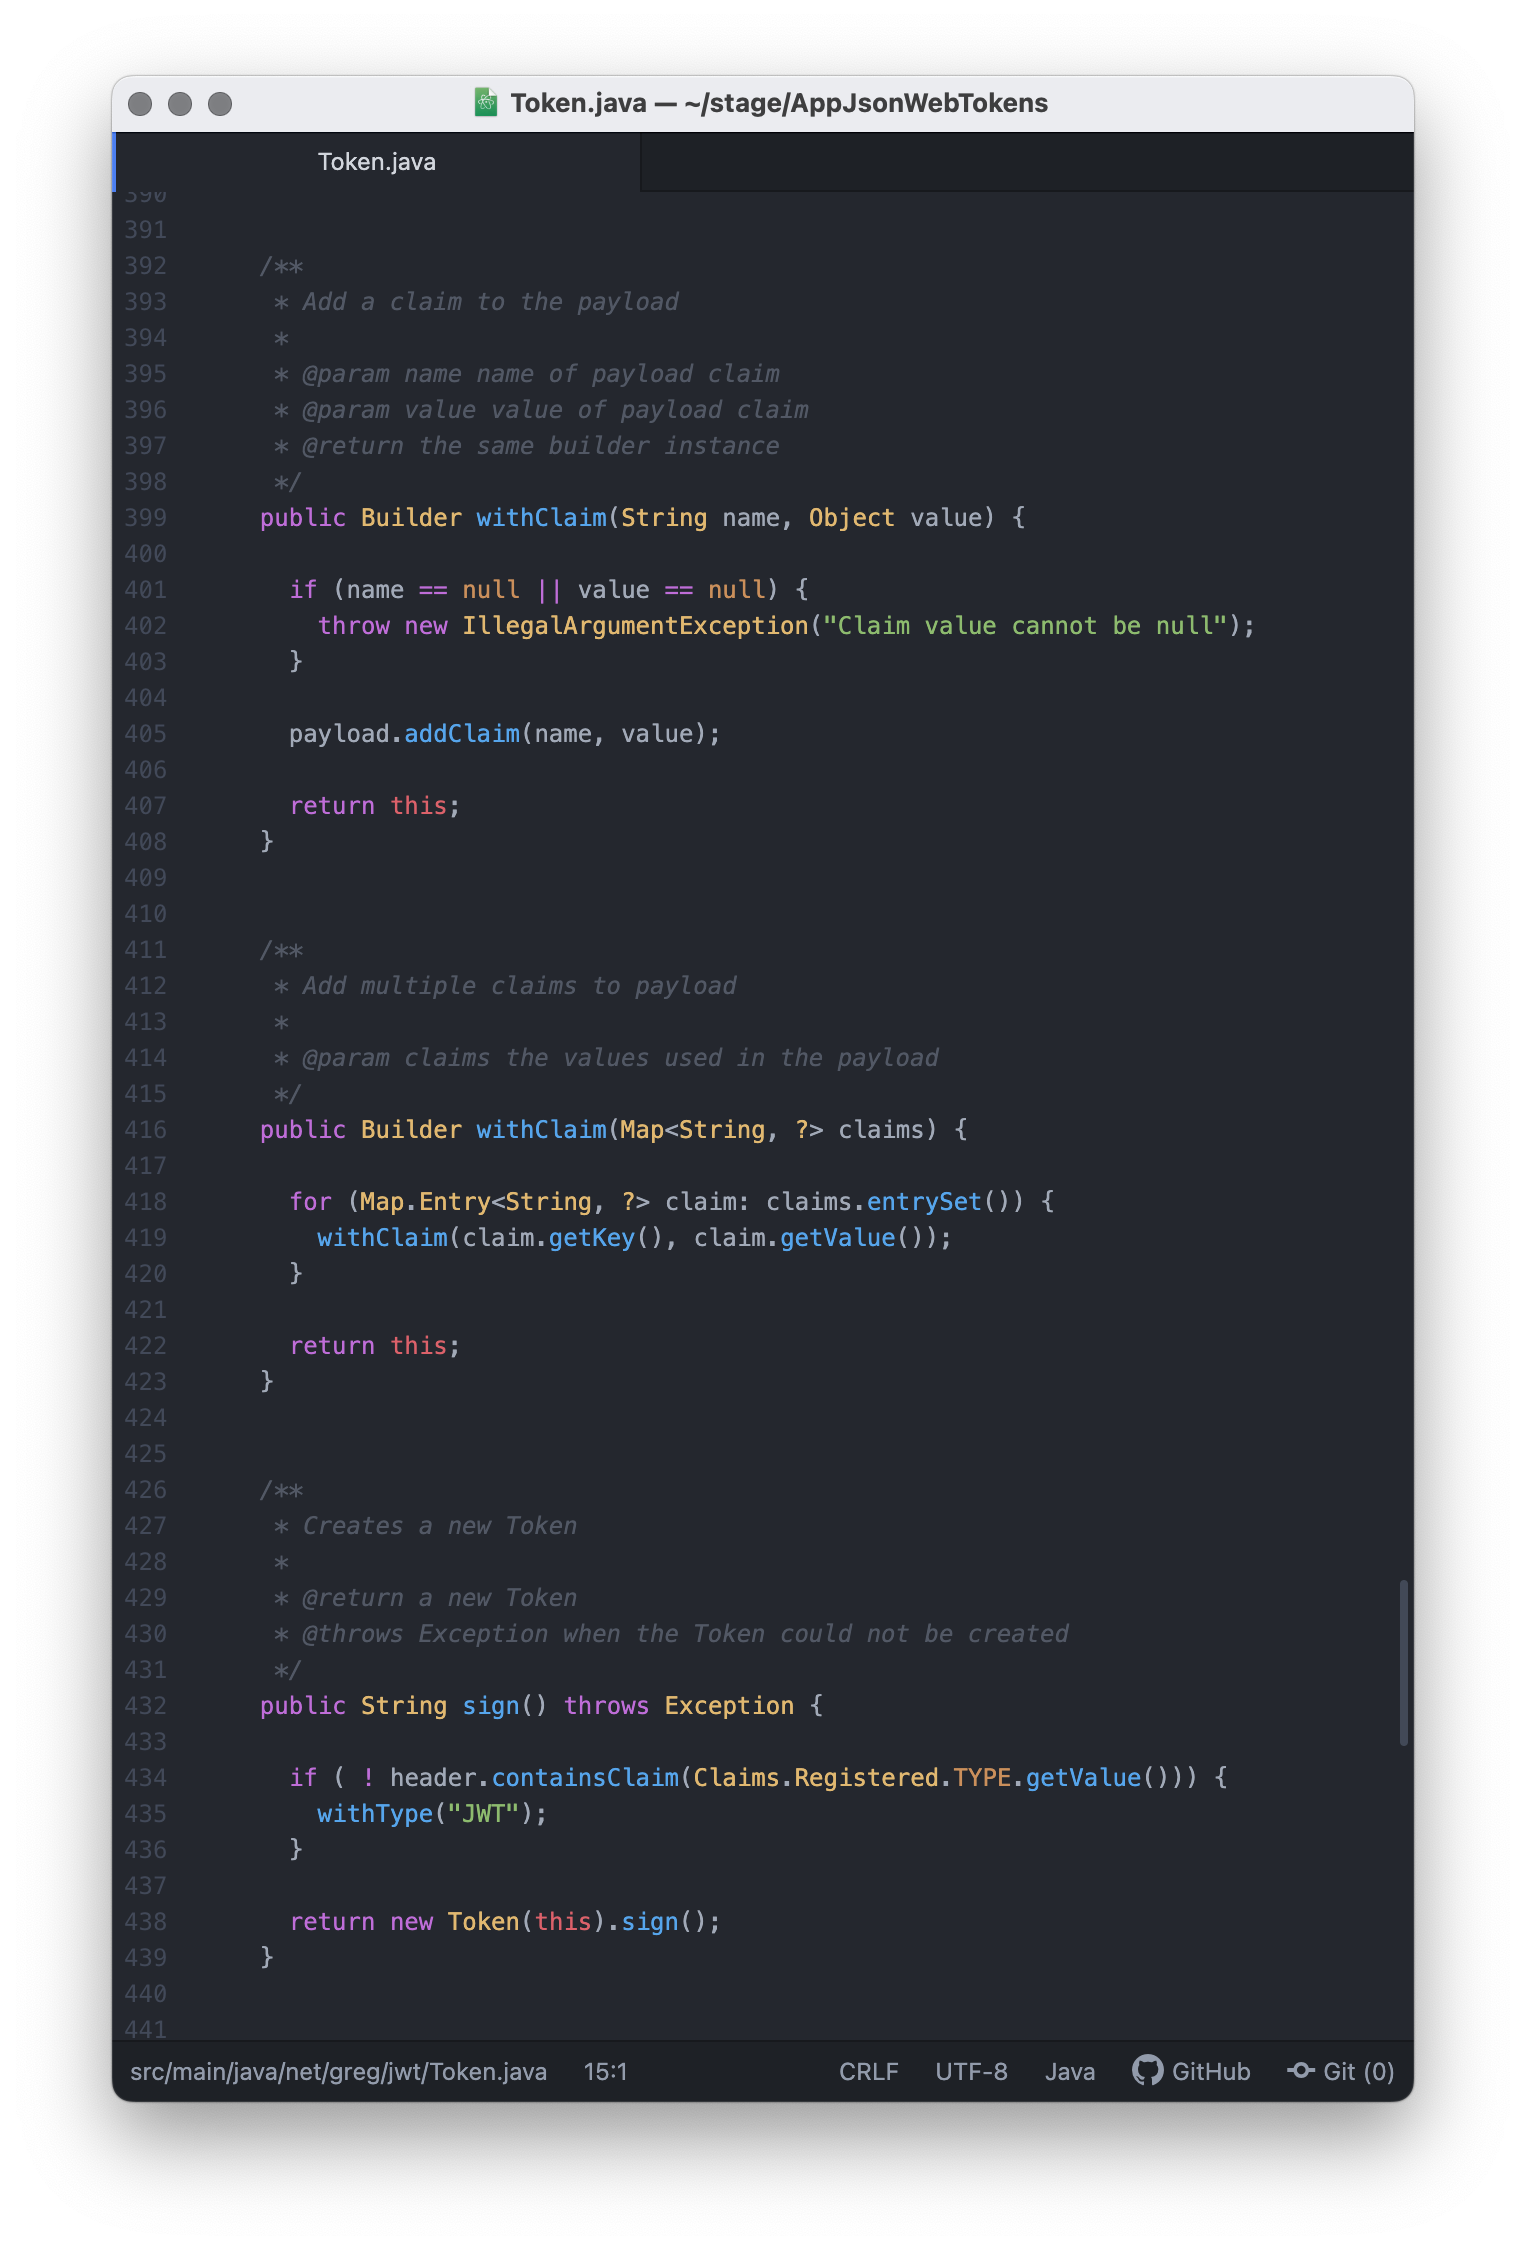 Token.java — ~/stage/AppJsonWebTokens
Token.java
390
391
392 /**
393 * Add a claim to the payload
394 *
395 * @param name name of payload claim
396 * @param value value of payload claim
397 * @return the same builder instance
398 */
399 public Builder withClaim(String name, Object value) {
400
401 if (name == null || value == null) {
402 throw new IllegalArgumentException("Claim value cannot be null");
403 }
404
405 payload.addClaim(name, value);
406
407 return this;
408 }
409
410
411 /**
412 * Add multiple claims to payload
413 *
414 * @param claims the values used in the payload
415 */
416 public Builder withClaim(Map<String, ?> claims) {
417
418 for (Map.Entry<String, ?> claim: claims.entrySet()) {
419 withClaim(claim.getKey(), claim.getValue());
420 }
421
422 return this;
423 }
424
425
426 /**
427 * Creates a new Token
428 *
429 * @return a new Token
430 * @throws Exception when the Token could not be created
431 */
432 public String sign() throws Exception {
433
434 if ( ! header.containsClaim(Claims.Registered.TYPE.getValue())) {
435 withType("JWT");
436 }
437
438 return new Token(this).sign();
439 }
440
441
src/main/java/net/greg/jwt/Token.java 15:1 CRLF UTF-8 Java GitHub Git (0)